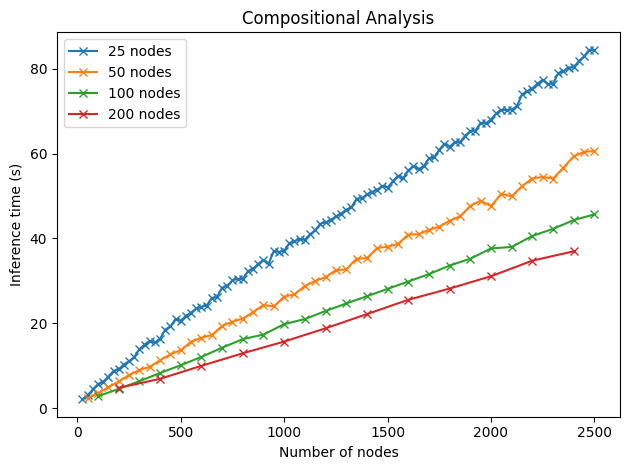 Compositional Analysis
25 nodes
50 nodes
100 nodes
200 nodes
Inference time (s)
80
60
40
20
0
0 500 1000 1500 2000 2500
Number of nodes